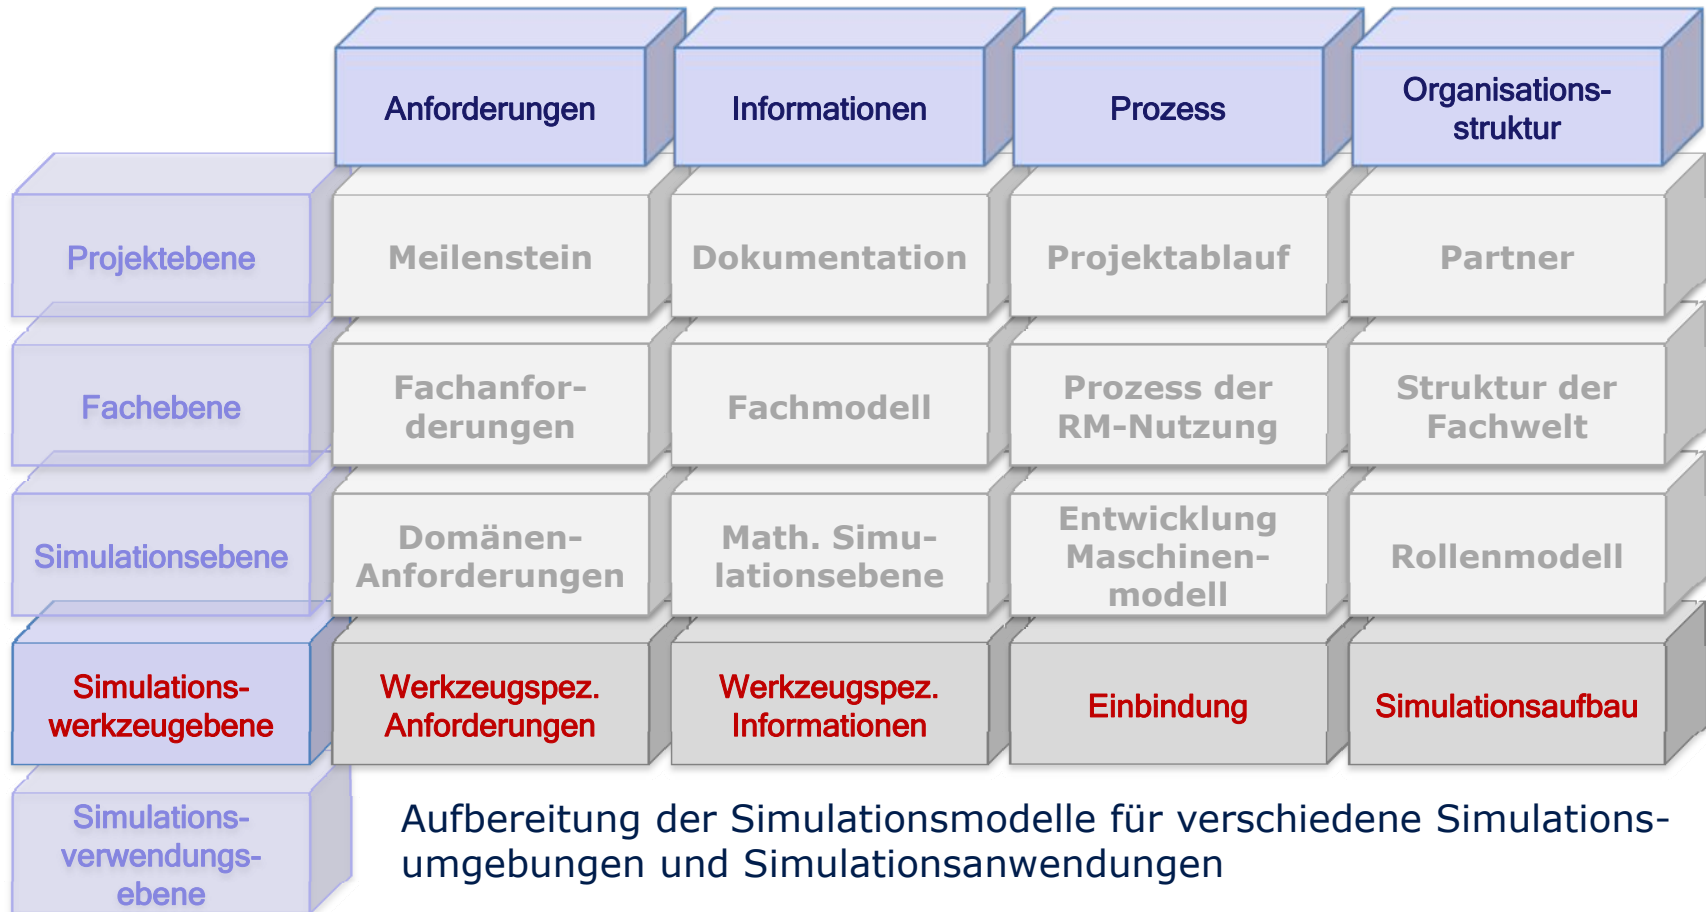 Anforderungen
Informationen
Prozess
Organisations-
struktur
Projektebene
Meilenstein
Dokumentation
Projektablauf
Partner
Fachebene
Fachanfor-
derungen
Fachmodell
Prozess der
RM-Nutzung
Struktur der
Fachwelt
Simulationsebene
Domänen-
Anforderungen
Math. Simu-
lationsebene
Entwicklung
Maschinen-
modell
Rollenmodell
Simulations-
werkzeugebene
Werkzeugspez.
Anforderungen
Werkzeugspez.
Informationen
Einbindung
Simulationsaufbau
Simulations-
verwendungs-
ebene
Aufbereitung der Simulationsmodelle für verschiedene Simulations-
umgebungen und Simulationsanwendungen